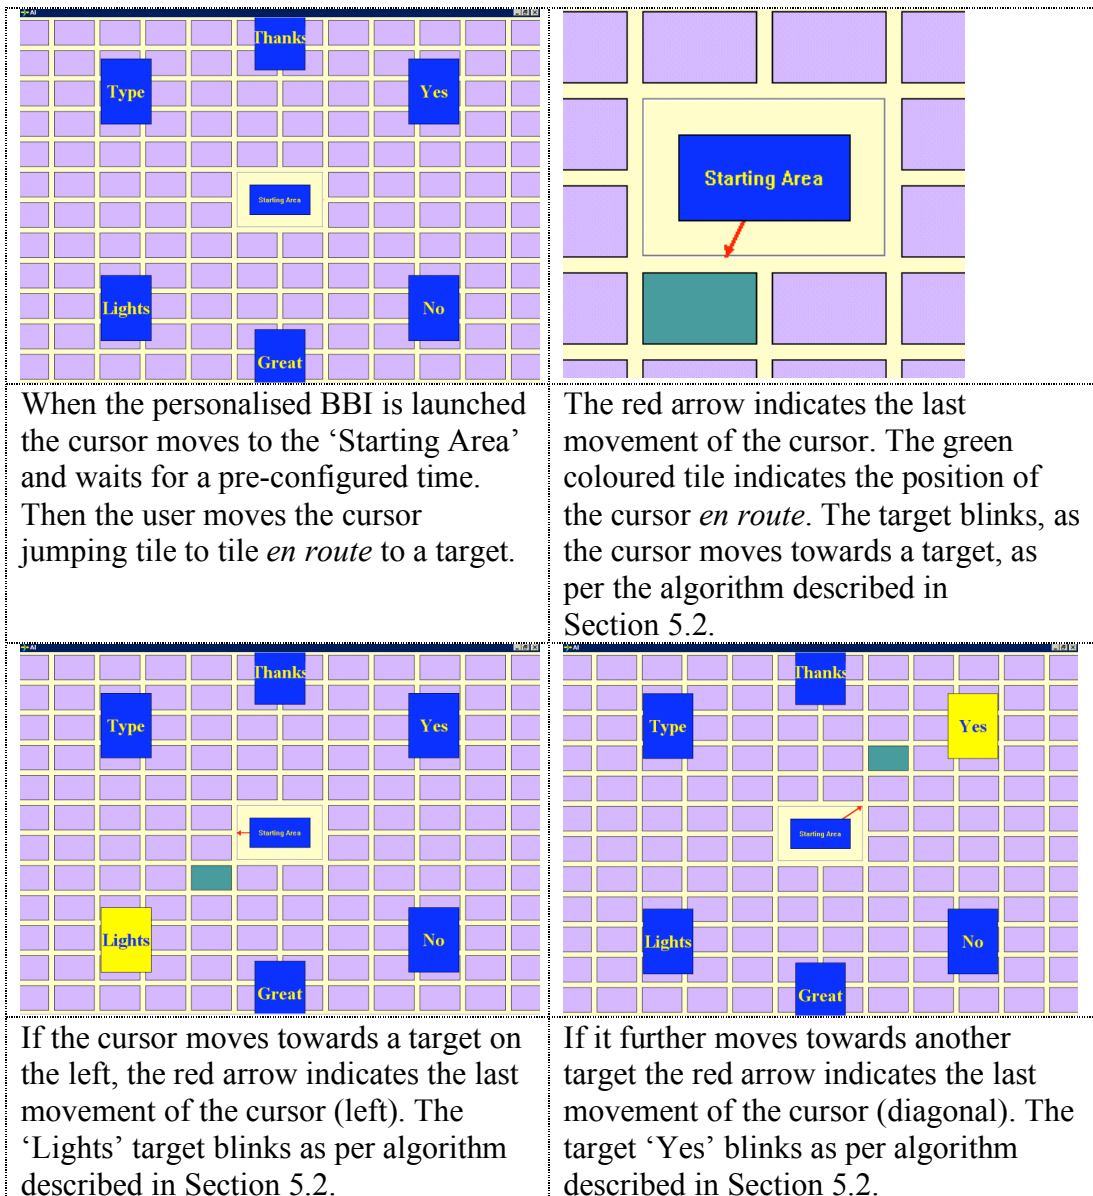 AI
Thanks
Type
Yes
Starting Area
Lights
No
Great
Starting Area
When the personalised BBI is launched
the cursor moves to the ‘Starting Area’
and waits for a pre-configured time.
Then the user moves the cursor
jumping tile to tile en route to a target.
The red arrow indicates the last
movement of the cursor. The green
coloured tile indicates the position of
the cursor en route. The target blinks, as
the cursor moves towards a target, as
per the algorithm described in
Section 5.2.
AI
Thanks
Type
Yes
Starting Area
Lights
No
Great
AI
Thanks
Type
Yes
Starting Area
Lights
No
Great
If the cursor moves towards a target on
the left, the red arrow indicates the last
movement of the cursor (left). The
‘Lights’ target blinks as per algorithm
described in Section 5.2.
If it further moves towards another
target the red arrow indicates the last
movement of the cursor (diagonal). The
target ‘Yes’ blinks as per algorithm
described in Section 5.2.